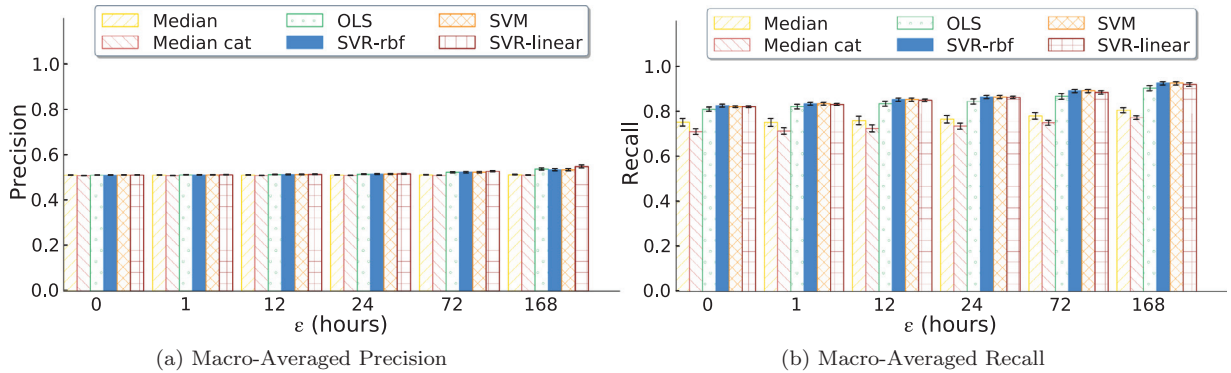 Median OLS SVM
Median cat SVR-rbf SVR-linear
1.0
0.8
0.6
0.4
0.2
0.0
Precision
0 1 12 24 72 168
ε (hours)
(a) Macro-Averaged Precision
Median OLS SVM
Median cat SVR-rbf SVR-linear
1.0
0.8
0.6
0.4
0.2
0.0
Recall
0 1 12 24 72 168
ε (hours)
(b) Macro-Averaged Recall